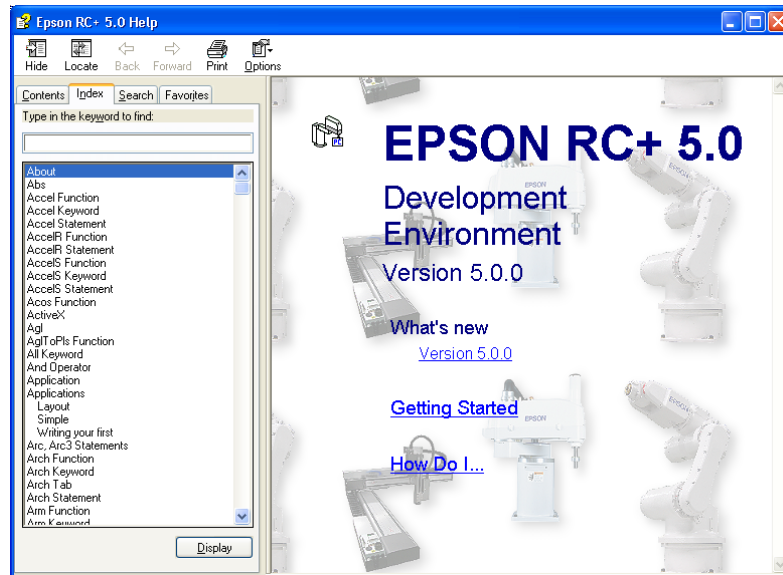 Epson RC+ 5.0 Help
Hide Locate Back Forward Print Options
Contents Index Search Favorites
Type in the keyword to find:
About
Abs
Accel Function
Accel Keyword
Accel Statement
AccelR Function
AccelR Statement
AccelS Function
AccelS Keyword
AccelS Statement
Acos Function
ActiveX
Agl
AglToPls Function
All Keyword
And Operator
Application
Applications
Layout
Simple
Writing your first
Arc, Arc3 Statements
Arch Function
Arch Keyword
Arch Tab
Arch Statement
Arm Function
Arm Keyword
Display
EPSON RC+ 5.0
Development
Environment
Version 5.0.0
What's new
Version 5.0.0
Getting Started
How Do I...
EPSON
EPSON